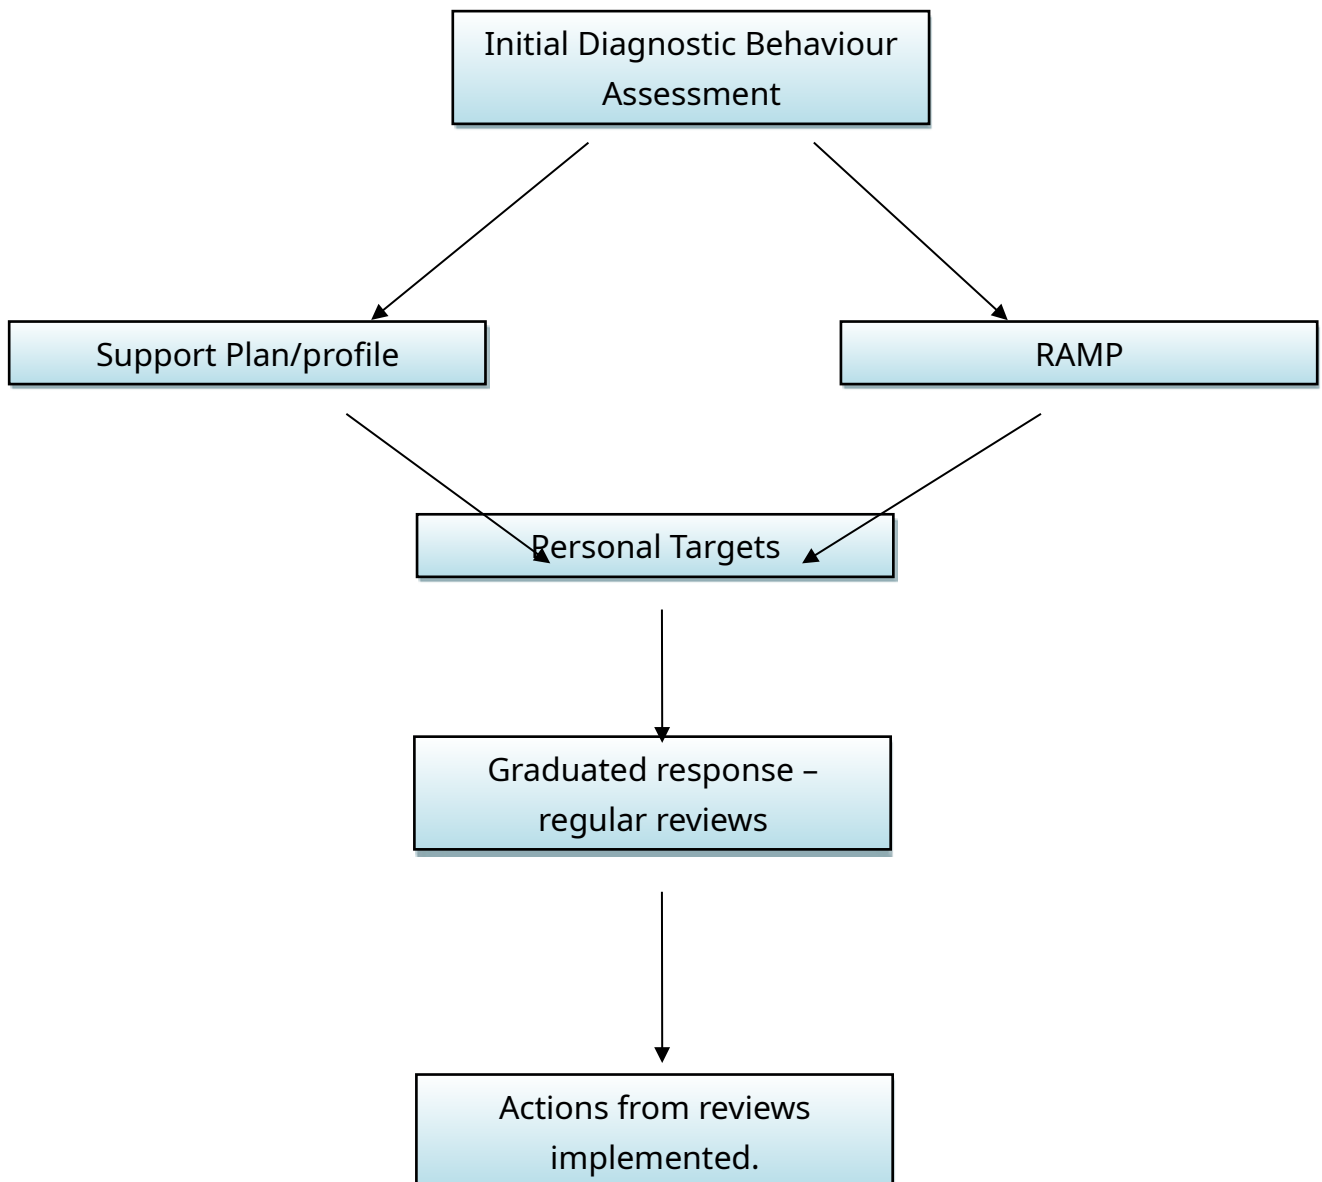 Initial Diagnostic Behaviour
Assessment
Support Plan/profile
RAMP
Personal Targets
Graduated response –
regular reviews
Actions from reviews
implemented.